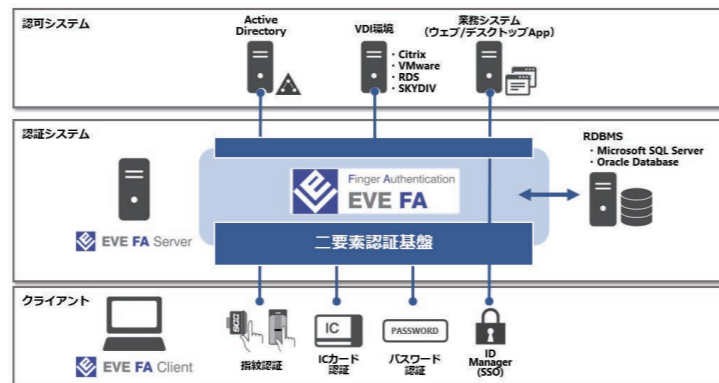 認可システム
Active
Directory
VDI環境
・Citrix
・VMware
・RDS
・SKYDIV
業務システム
(ウェブ/デスクトップApp)
認証システム
EVE FA Server
Finger Authentication
EVE FA
二要素認証基盤
RDBMS
・Microsoft SQL Server
・Oracle Database
クライアント
EVE FA Client
指紋認証
IC
ICカード
認証
PASSWORD
パスワード
認証
ID
Manager
(SSO)